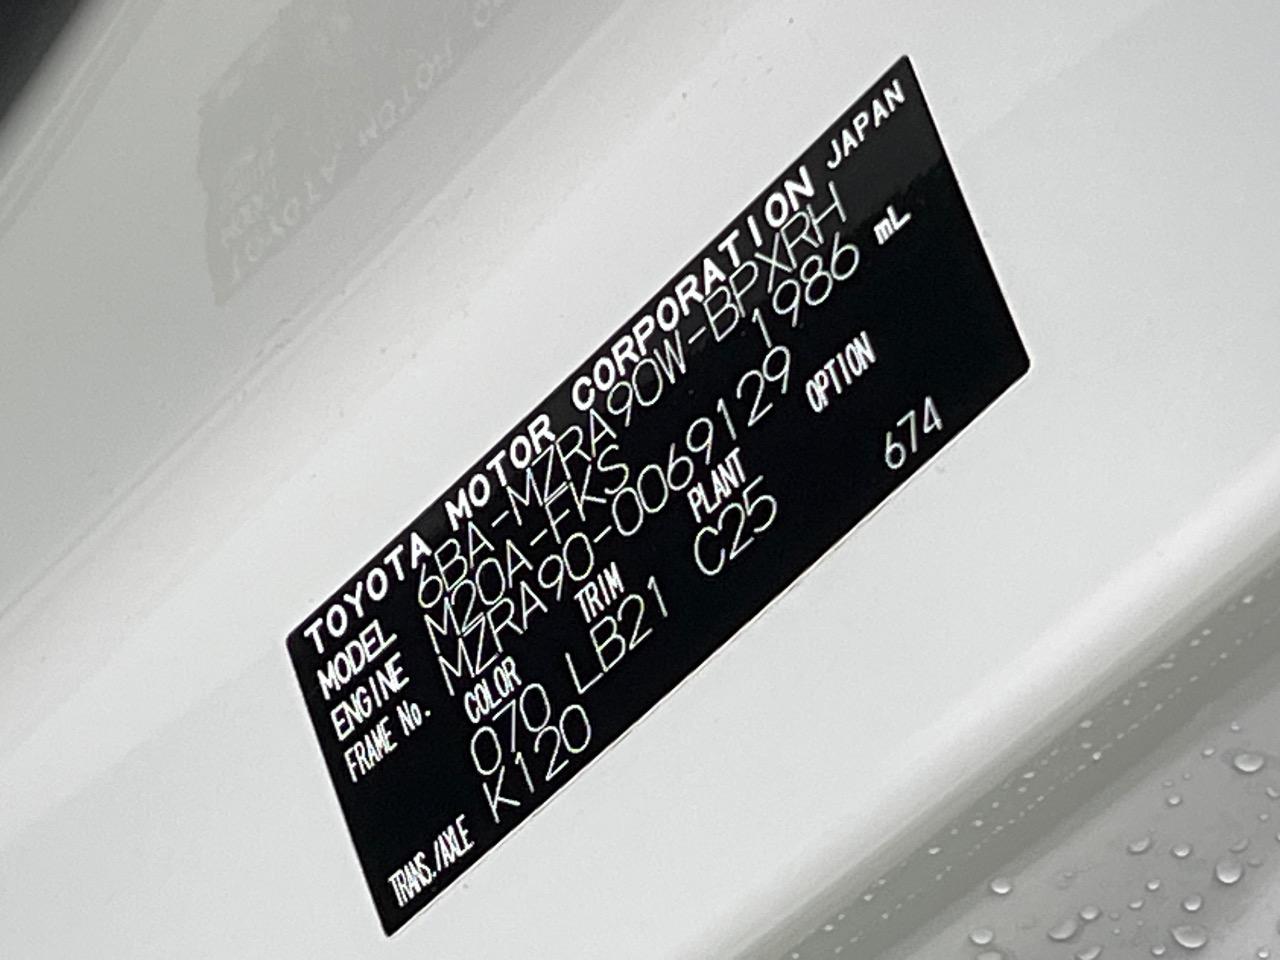 TOYOTA MOTOR CORPORATION JAPAN
MODEL 6BA-MZRA90W-BPXRH
ENGINE M20A-FKS 1986 mL
FRAME No. MZRA90-0069129
COLOR TRIM PLANT OPTION
070 LB21 C25 674
TRANS./AXLE K120